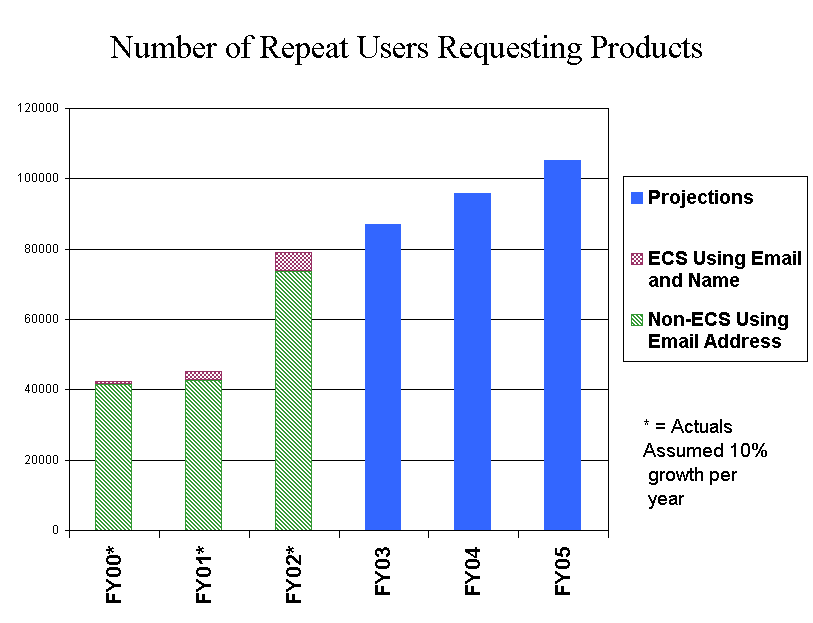 Number of Repeat Users Requesting Products
120000
100000
80000
60000
40000
20000
0
FY00*
FY01*
FY02*
FY03
FY04
FY05
Projections
ECS Using Email
and Name
Non-ECS Using
Email Address
* = Actuals
Assumed 10%
growth per
year